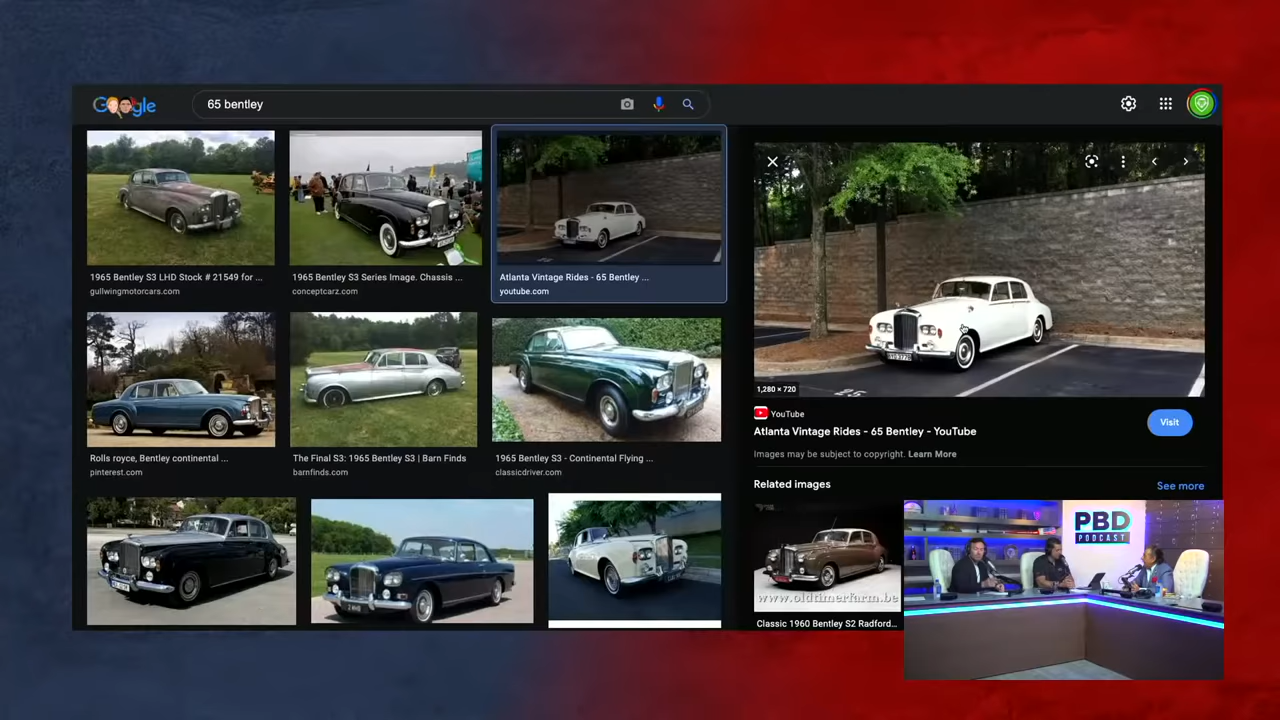 Google
65 bentley
1965 Bentley S3 LHD Stock # 21549 for ...
gullwingmotorcars.com
1965 Bentley S3 Series Image. Chassis ...
conceptcarz.com
Atlanta Vintage Rides - 65 Bentley ...
youtube.com
Rolls royce, Bentley continental ...
pinterest.com
The Final S3: 1965 Bentley S3 | Barn Finds
barnfinds.com
1965 Bentley S3 - Continental Flying ...
classicdriver.com
1,280 × 720
YouTube
Atlanta Vintage Rides - 65 Bentley - YouTube
Visit
Images may be subject to copyright. Learn More
Related images
See more
www.oldtimerfarm.be
Classic 1960 Bentley S2 Radford...
PBD
PODCAST